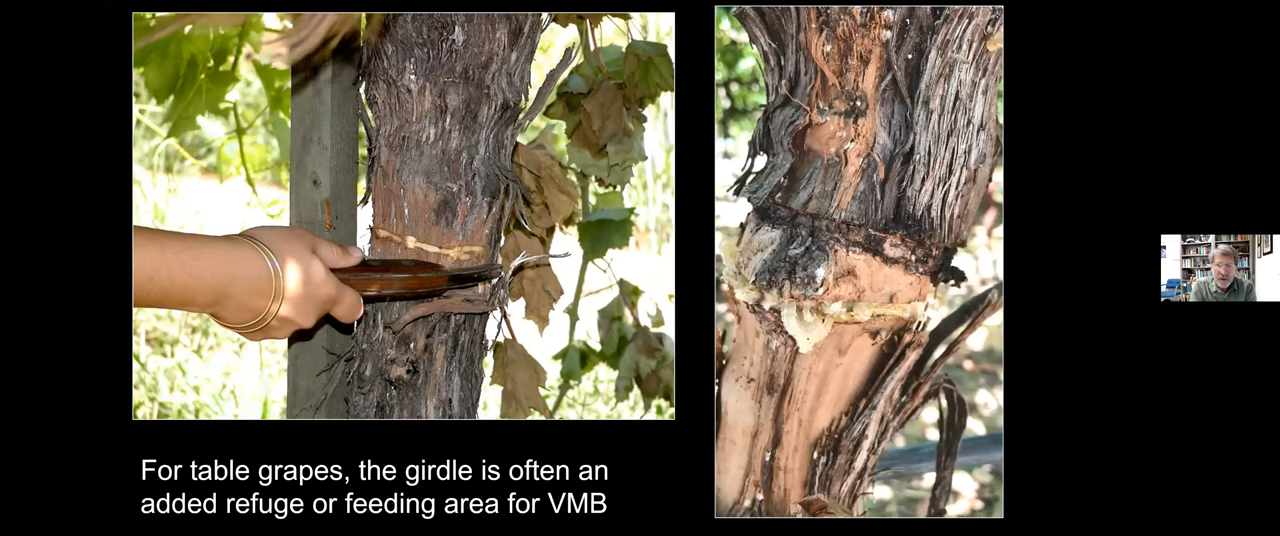 For table grapes, the girdle is often an
added refuge or feeding area for VMB